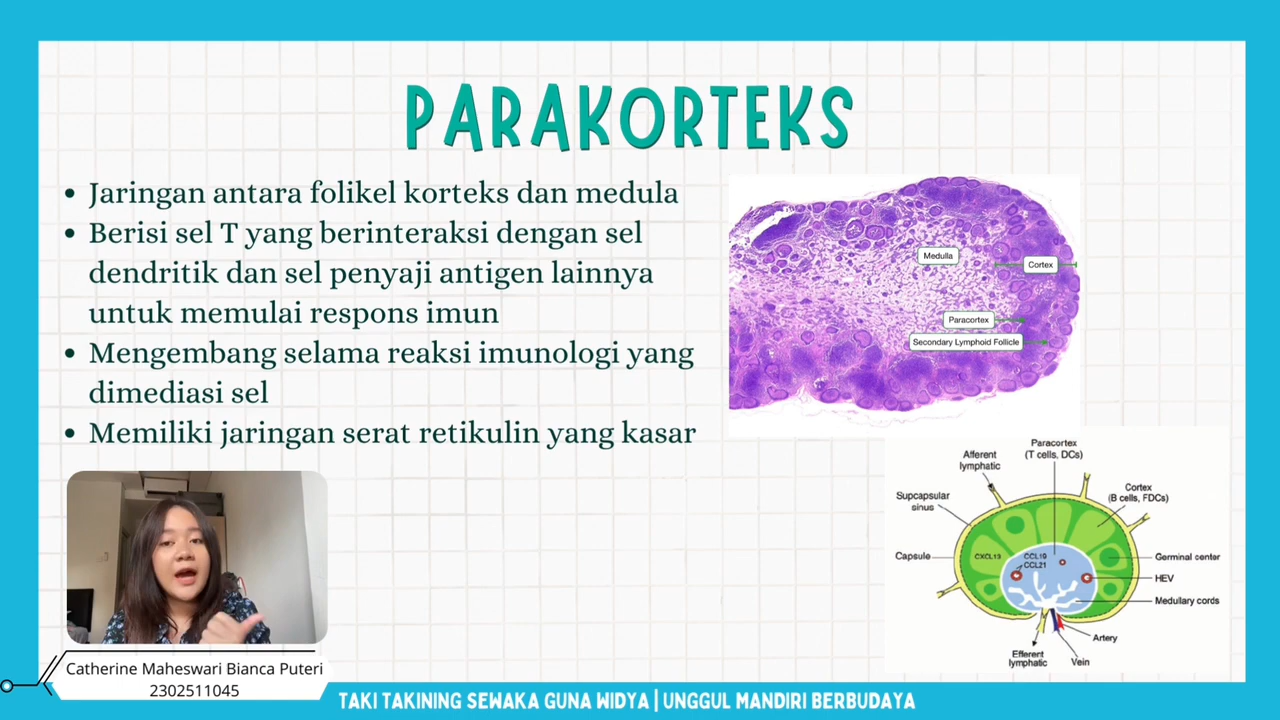 PARAKORTEKS
• Jaringan antara folikel korteks dan medula
• Berisi sel T yang berinteraksi dengan sel
dendritik dan sel penyaji antigen lainnya
untuk memulai respons imun
• Mengembang selama reaksi imunologi yang
dimediasi sel
• Memiliki jaringan serat retikulin yang kasar
Medulla
Cortex
Paracortex
Secondary Lymphoid Follicle
Paracortex
(T cells, DCs)
Afferent
lymphatic
Cortex
(B cells, FDCs)
Supcapsular
sinus
Capsule
CXCL13
CCL19
CCL21
Germinal center
HEV
Medullary cords
Artery
Efferent
lymphatic
Vein
Catherine Maheswari Bianca Puteri
2302511045
TAKI TAKINING SEWAKA GUNA WIDYA | UNGGUL MANDIRI BERBUDAYA